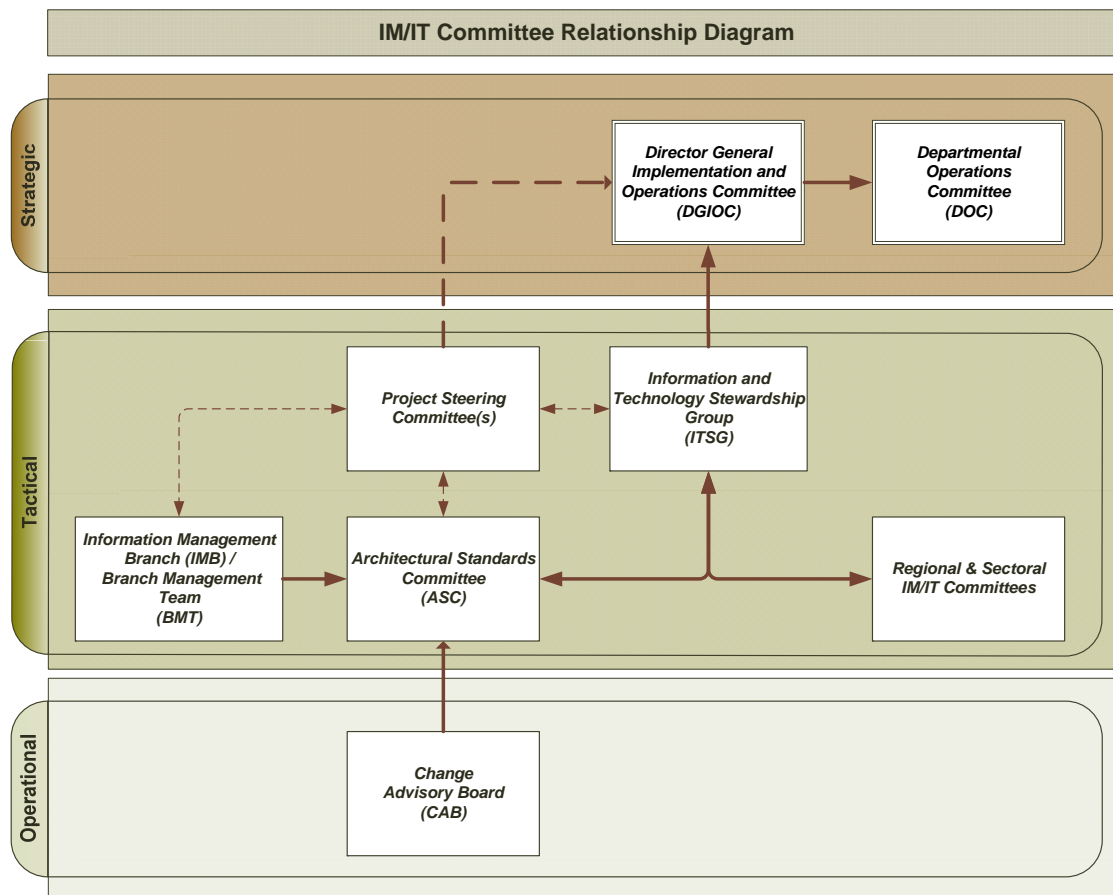 IM/IT Committee Relationship Diagram
Strategic
Director General
Implementation and
Operations Committee
(DGIOC)
Departmental
Operations
Committee
(DOC)
Tactical
Project Steering
Committee(s)
Information and
Technology Stewardship
Group
(ITSG)
Information Management
Branch (IMB) /
Branch Management
Team
(BMT)
Architectural Standards
Committee
(ASC)
Regional & Sectoral
IM/IT Committees
Operational
Change
Advisory Board
(CAB)